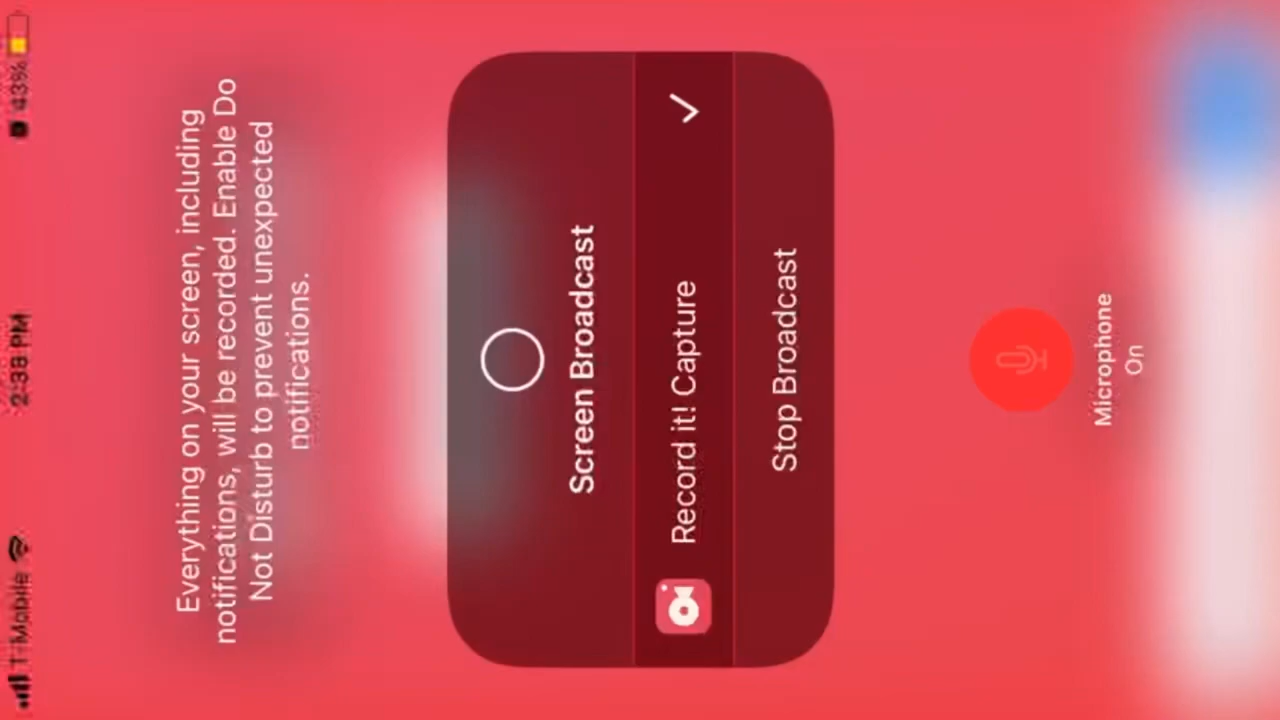 T-Mobile
2:38 PM
43%
Everything on your screen, including
notifications, will be recorded. Enable Do
Not Disturb to prevent unexpected
notifications.
Screen Broadcast
Record it! Capture
Stop Broadcast
Microphone
On